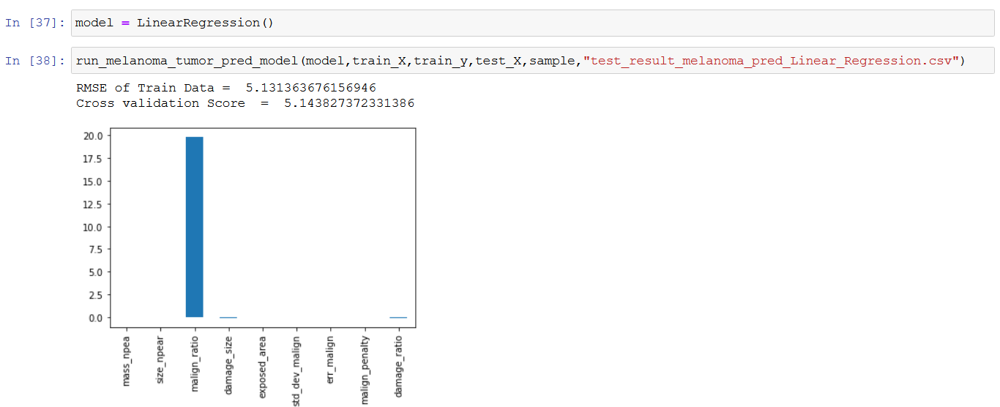 In [37]: model = LinearRegression()
In [38]: run_melanoma_tumor_pred_model(model,train_X,train_y,test_X,sample,"test_result_melanoma_pred_Linear_Regression.csv")
RMSE of Train Data =  5.131363676156946
Cross validation Score  =  5.143827372331386
20.0
17.5
15.0
12.5
10.0
7.5
5.0
2.5
0.0
mass_npea
size_npear
malign_ratio
damage_size
exposed_area
std_dev_malign
err_malign
malign_penalty
damage_ratio